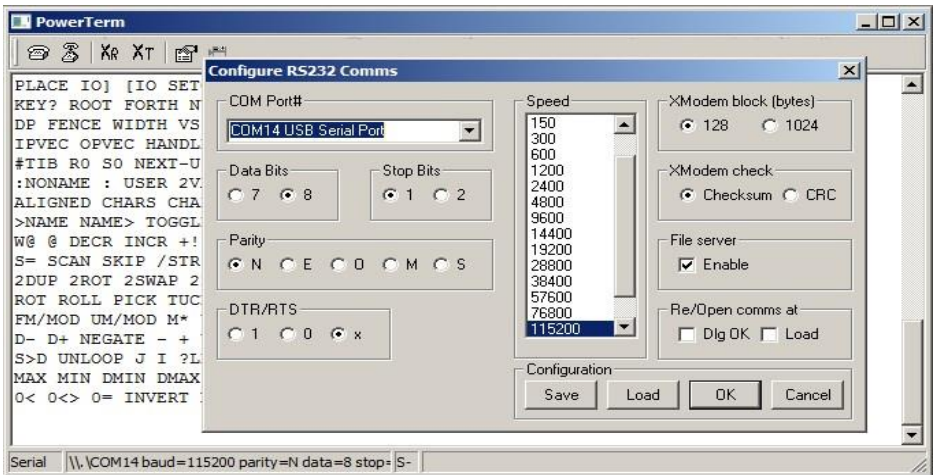 PowerTerm
XR XT
PLACE IO] [IO SET
KEY? ROOT FORTH N
DP FENCE WIDTH VS
IPVEC OPVEC HANDL
#TIB R0 S0 NEXT-U
:NONAME : USER 2V
ALIGNED CHARS CHA
>NAME NAME> TOGGL
W@ @ DECR INCR +!
S= SCAN SKIP /STR
2DUP 2ROT 2SWAP 2
ROT ROLL PICK TUC
FM/MOD UM/MOD M*
D- D+ NEGATE - +
S>D UNLOOP J I ?L
MAX MIN DMIN DMAX
0< 0<> 0= INVERT
Configure RS232 Comms
COM Port#
COM14 USB Serial Port
Data Bits
7 8
Stop Bits
1 2
Parity
N E O M S
DTR/RTS
1 0 x
Speed
150
300
600
1200
2400
4800
9600
14400
19200
28800
38400
57600
76800
115200
XModem block (bytes)
128 1024
XModem check
Checksum CRC
File server
Enable
Re/Open comms at
Dlg OK Load
Configuration
Save Load OK Cancel
Serial \\.\COM14 baud=115200 parity=N data=8 stop= S-